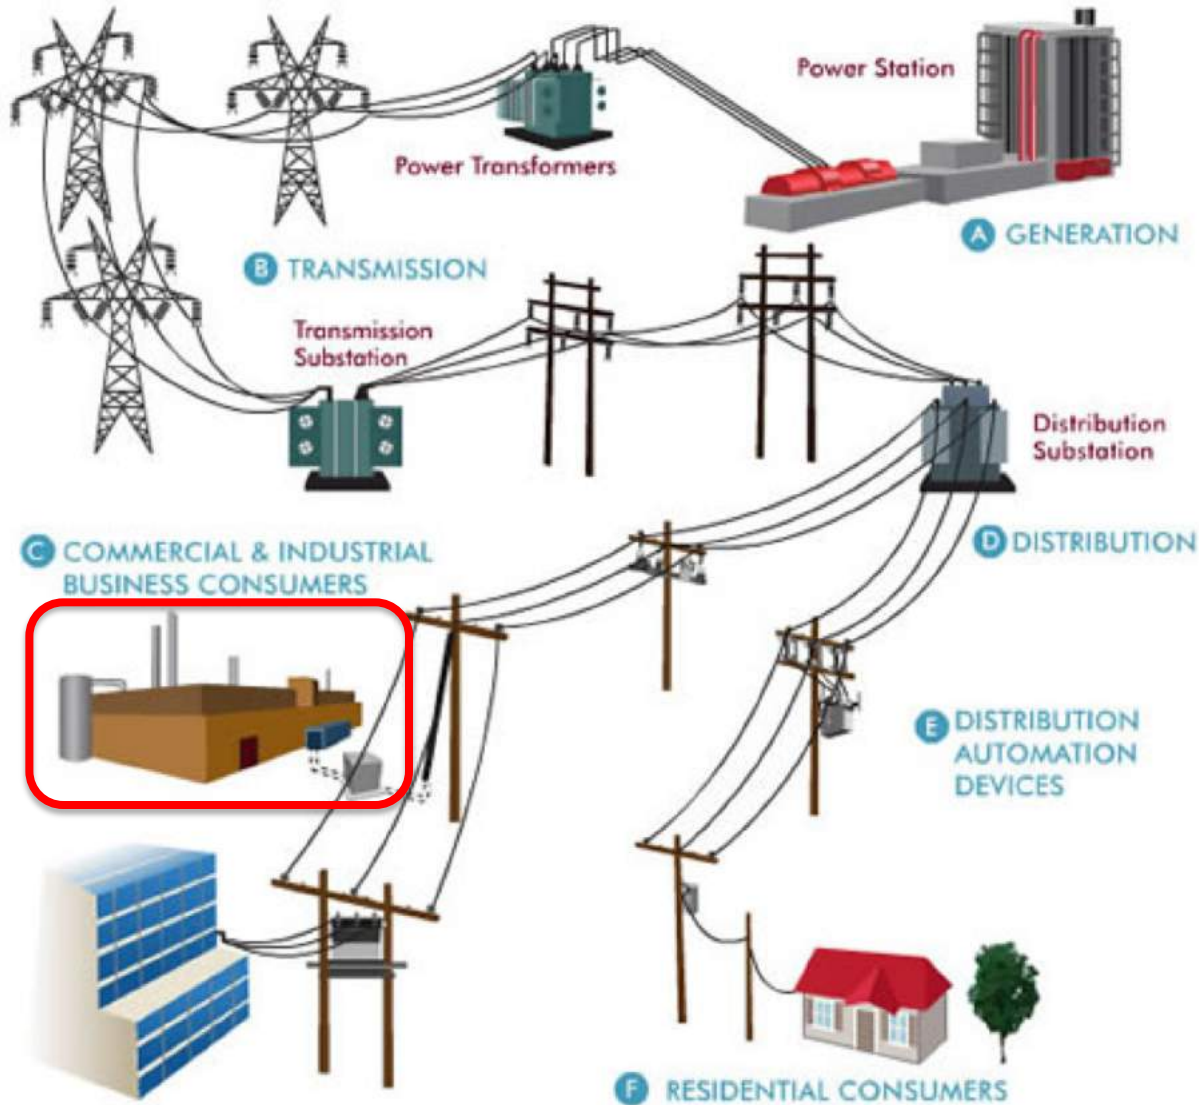 Power Station
Power Transformers
A GENERATION
B TRANSMISSION
Transmission
Substation
Distribution
Substation
C COMMERCIAL & INDUSTRIAL
BUSINESS CONSUMERS
D DISTRIBUTION
E DISTRIBUTION
AUTOMATION
DEVICES
F RESIDENTIAL CONSUMERS